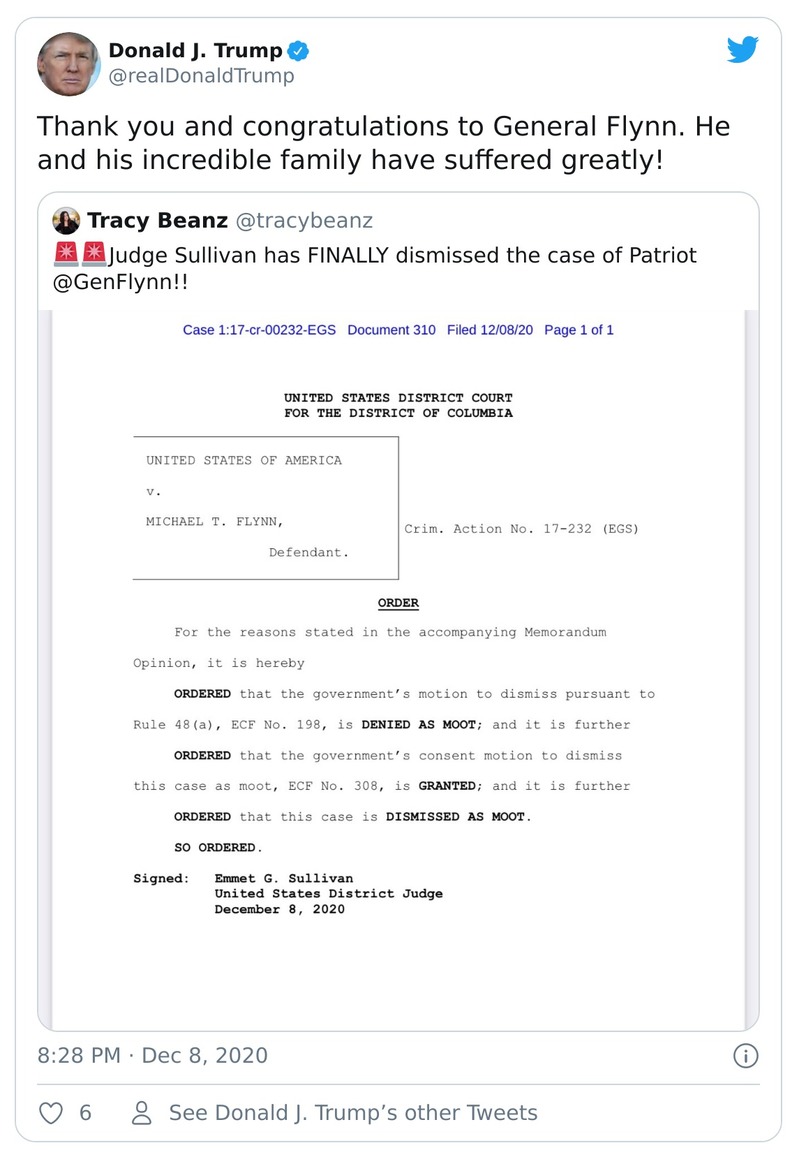 Donald J. Trump
@realDonaldTrump
Thank you and congratulations to General Flynn. He
and his incredible family have suffered greatly!
Tracy Beanz @tracybeanz
🚨🚨Judge Sullivan has FINALLY dismissed the case of Patriot
@GenFlynn!!
Case 1:17-cr-00232-EGS Document 310 Filed 12/08/20 Page 1 of 1
UNITED STATES DISTRICT COURT
FOR THE DISTRICT OF COLUMBIA
UNITED STATES OF AMERICA
v.
MICHAEL T. FLYNN,
Defendant.
Crim. Action No. 17-232 (EGS)
ORDER
For the reasons stated in the accompanying Memorandum
Opinion, it is hereby
ORDERED that the government’s motion to dismiss pursuant to
Rule 48(a), ECF No. 198, is DENIED AS MOOT; and it is further
ORDERED that the government’s consent motion to dismiss
this case as moot, ECF No. 308, is GRANTED; and it is further
ORDERED that this case is DISMISSED AS MOOT.
SO ORDERED.
Signed: Emmet G. Sullivan
United States District Judge
December 8, 2020
8:28 PM · Dec 8, 2020
6 See Donald J. Trump’s other Tweets